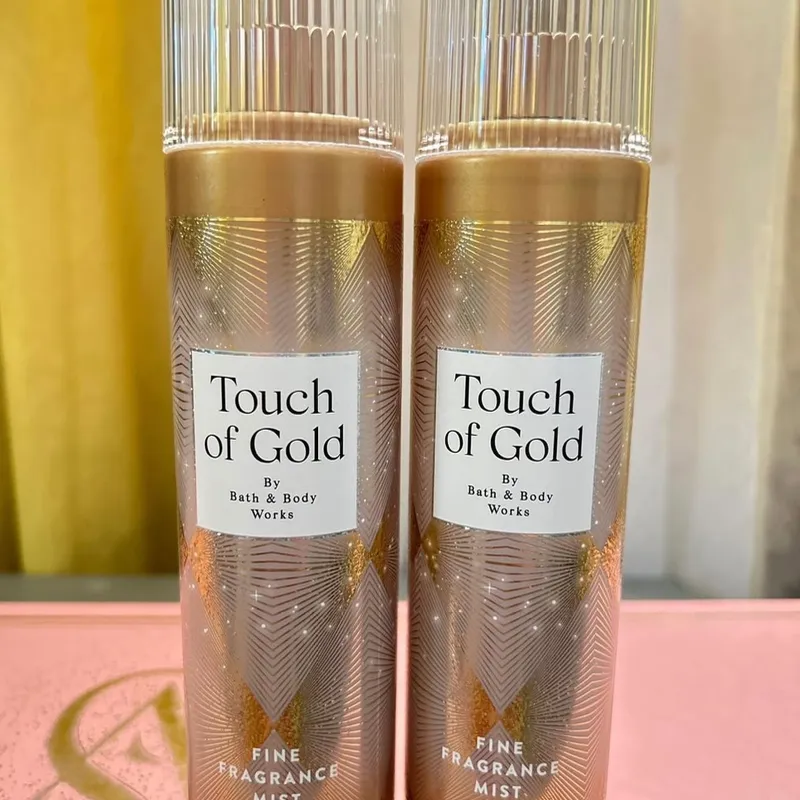 Touch
of Gold
By
Bath & Body
Works
FINE
FRAGRANCE
MIST
Touch
of Gold
By
Bath & Body
Works
FINE
FRAGRANCE
MIST